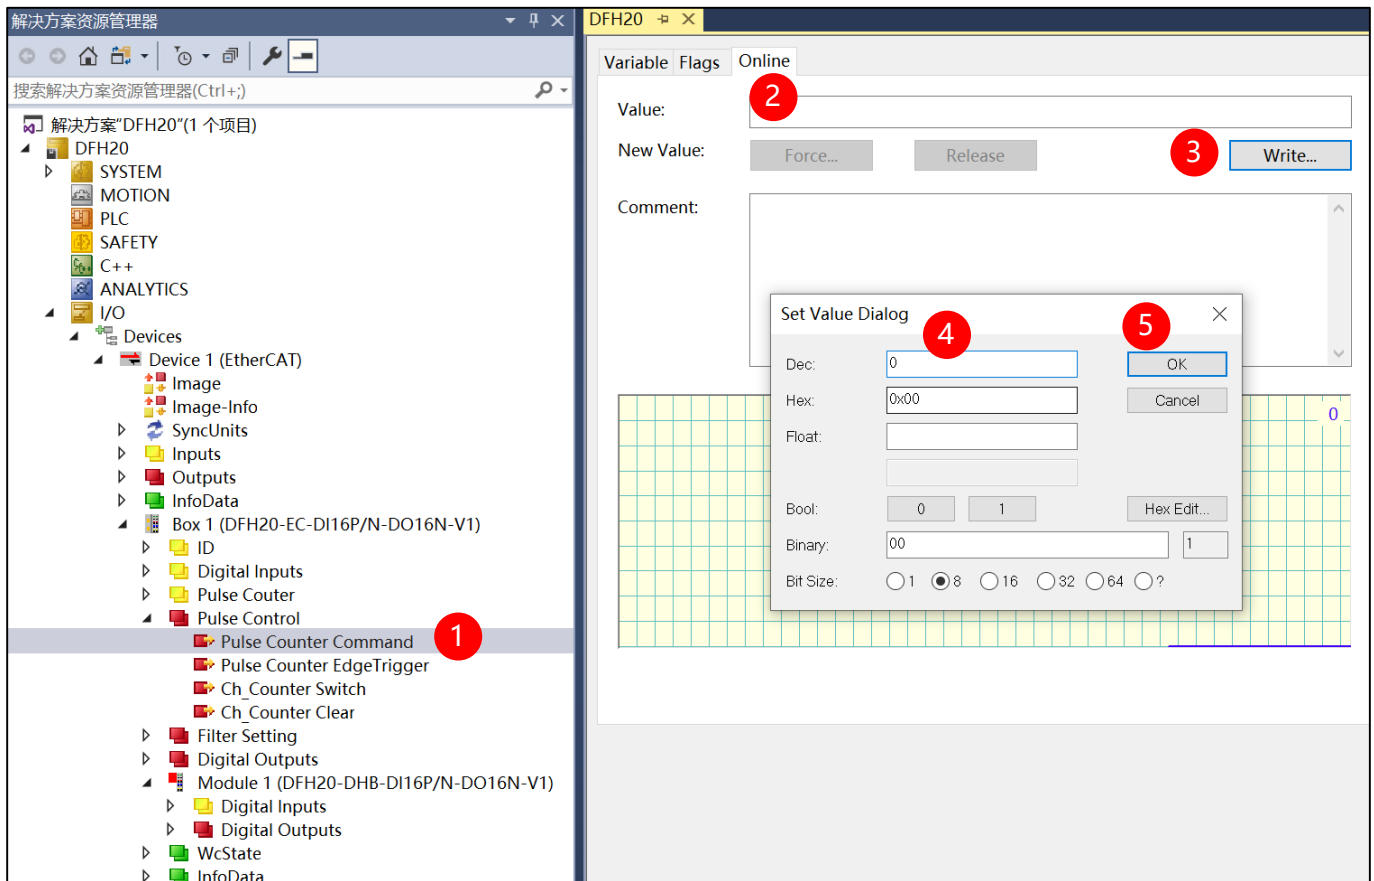 解决方案资源管理器
搜索解决方案资源管理器(Ctrl+;)
解决方案"DFH20"(1 个项目)
DFH20
SYSTEM
MOTION
PLC
SAFETY
C++
ANALYTICS
I/O
Devices
Device 1 (EtherCAT)
Image
Image-Info
SyncUnits
Inputs
Outputs
InfoData
Box 1 (DFH20-EC-DI16P/N-DO16N-V1)
ID
Digital Inputs
Pulse Couter
Pulse Control
Pulse Counter Command 1
Pulse Counter EdgeTrigger
Ch_Counter Switch
Ch_Counter Clear
Filter Setting
Digital Outputs
Module 1 (DFH20-DHB-DI16P/N-DO16N-V1)
Digital Inputs
Digital Outputs
WcState
InfoData
DFH20
Variable Flags Online
2
Value:
New Value: Force... Release 3 Write...
Comment:
Set Value Dialog 4 5
Dec: 0 OK
Hex: 0x00 Cancel
Float:
Bool: 0 1 Hex Edit...
Binary: 00 1
Bit Size: 1 8 16 32 64 ?
0